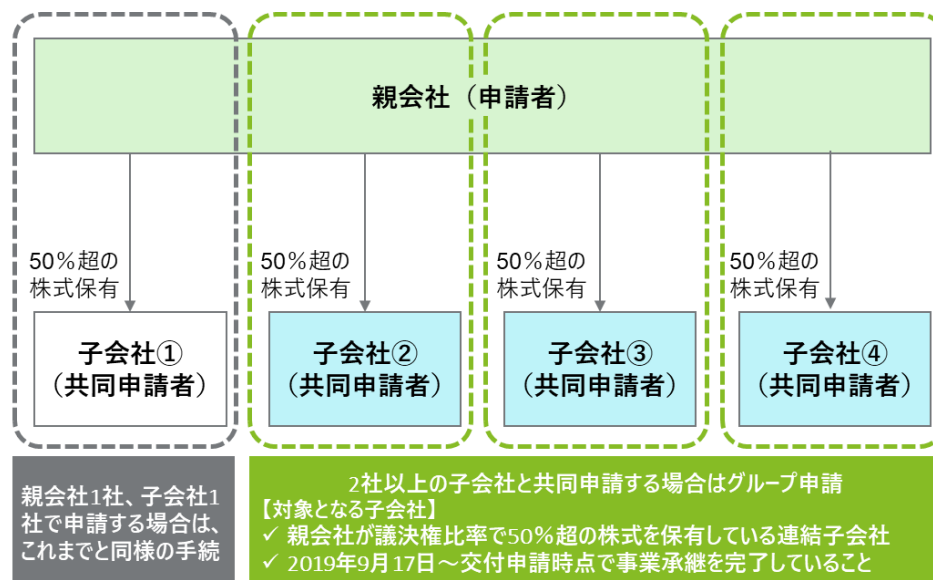 親会社（申請者）
50％超の
株式保有
50％超の
株式保有
50％超の
株式保有
50％超の
株式保有
子会社①
（共同申請者）
子会社②
（共同申請者）
子会社③
（共同申請者）
子会社④
（共同申請者）
親会社1社、子会社1
社で申請する場合は、
これまでと同様の手続
2社以上の子会社と共同申請する場合はグループ申請
【対象となる子会社】
✓ 親会社が議決権比率で50％超の株式を保有している連結子会社
✓ 2019年9月17日～交付申請時点で事業承継を完了していること